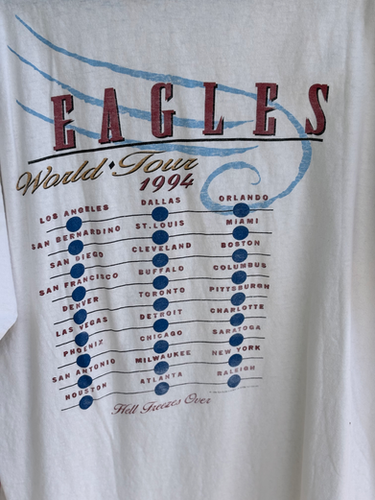 EAGLES
World • Tour
1994
LOS ANGELES
SAN BERNARDINO
SAN DIEGO
SAN FRANCISCO
DENVER
LAS VEGAS
PHOENIX
SAN ANTONIO
HOUSTON
DALLAS
ST. LOUIS
CLEVELAND
BUFFALO
TORONTO
DETROIT
CHICAGO
MILWAUKEE
ATLANTA
ORLANDO
MIAMI
BOSTON
COLUMBUS
PITTSBURGH
CHARLOTTE
SARATOGA
NEW YORK
RALEIGH
Hell Freezes Over